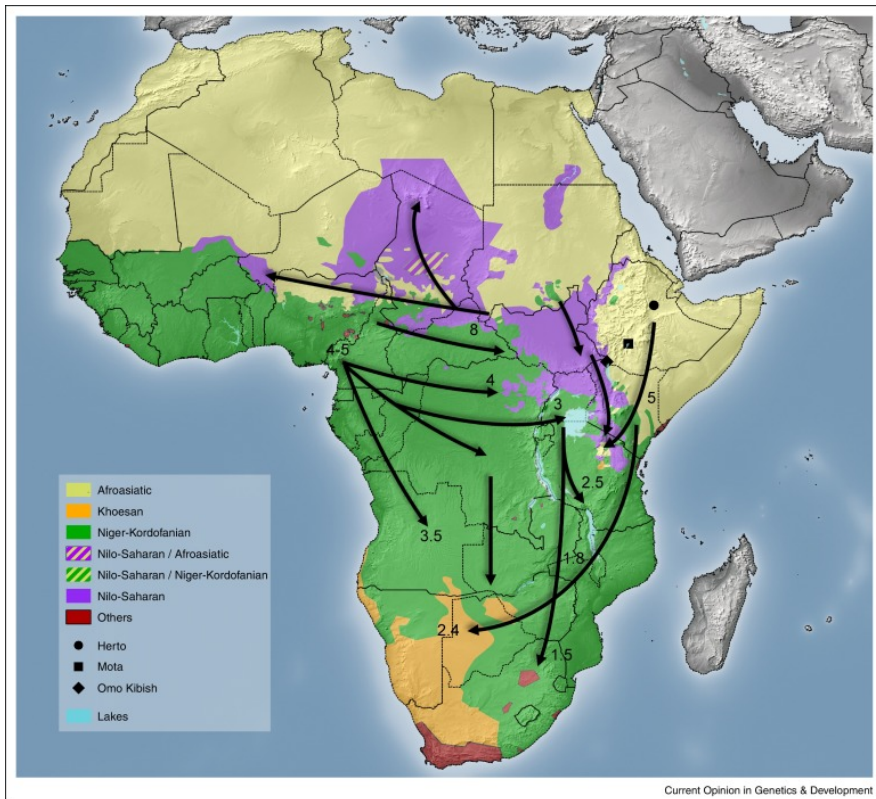 8
4-5
4
3
5
2.5
3.5
1.8
2.4
1.5
Afroasiatic
Khoesan
Niger-Kordofanian
Nilo-Saharan / Afroasiatic
Nilo-Saharan / Niger-Kordofanian
Nilo-Saharan
Others
Herto
Mota
Omo Kibish
Lakes
Current Opinion in Genetics & Development